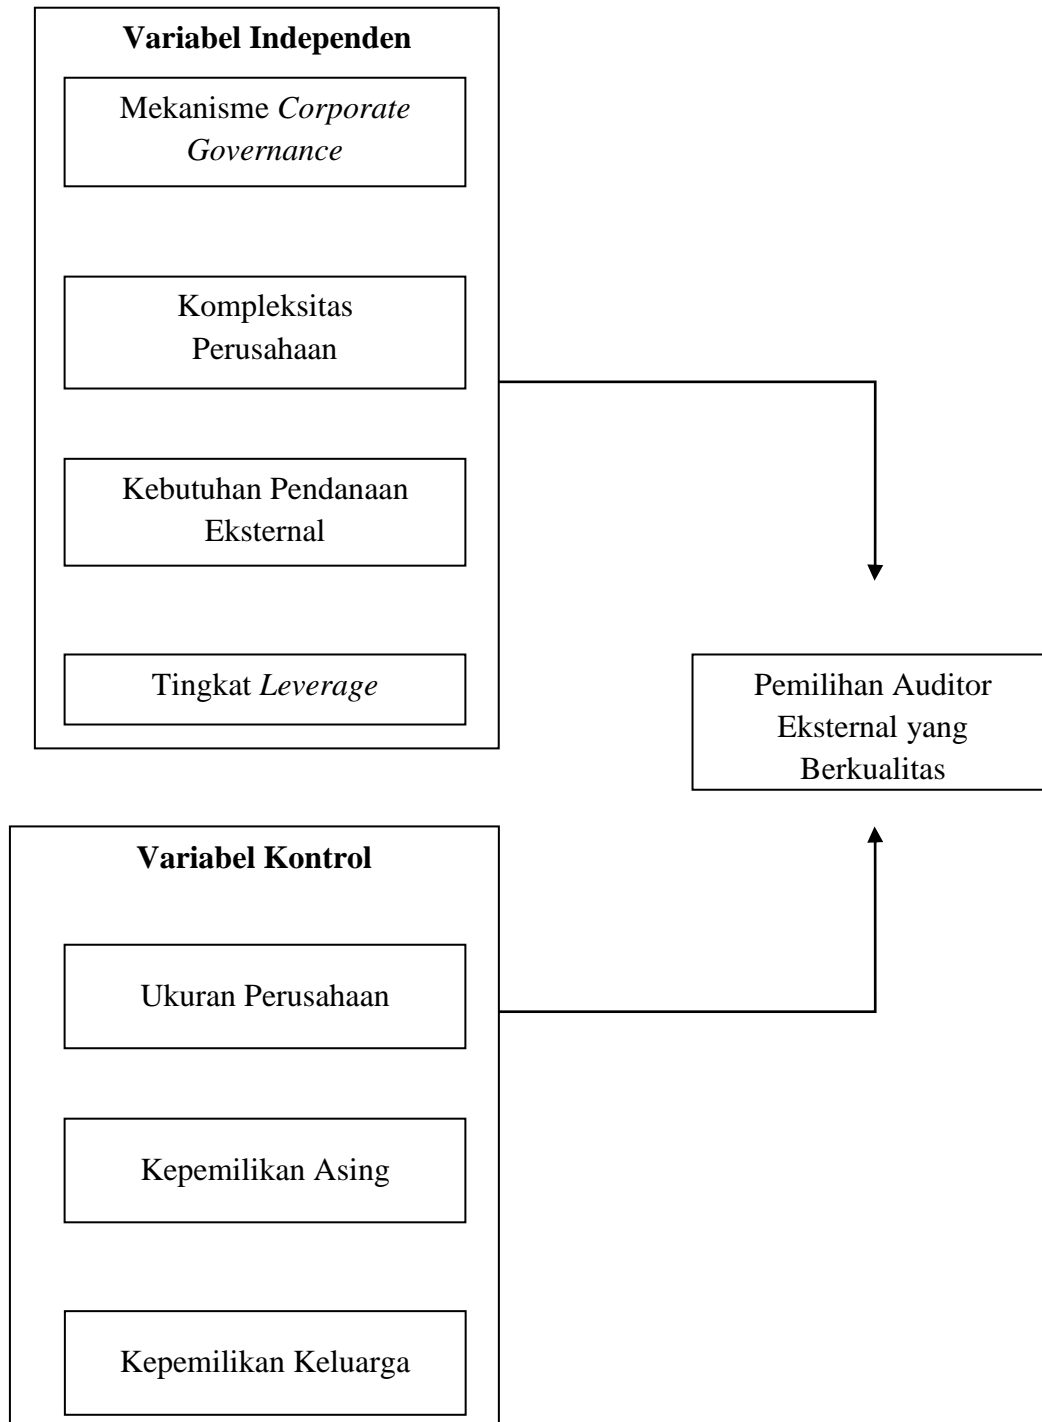 Variabel Independen
Mekanisme Corporate
Governance
Kompleksitas
Perusahaan
Kebutuhan Pendanaan
Eksternal
Tingkat Leverage
Pemilihan Auditor
Eksternal yang
Berkualitas
Variabel Kontrol
Ukuran Perusahaan
Kepemilikan Asing
Kepemilikan Keluarga